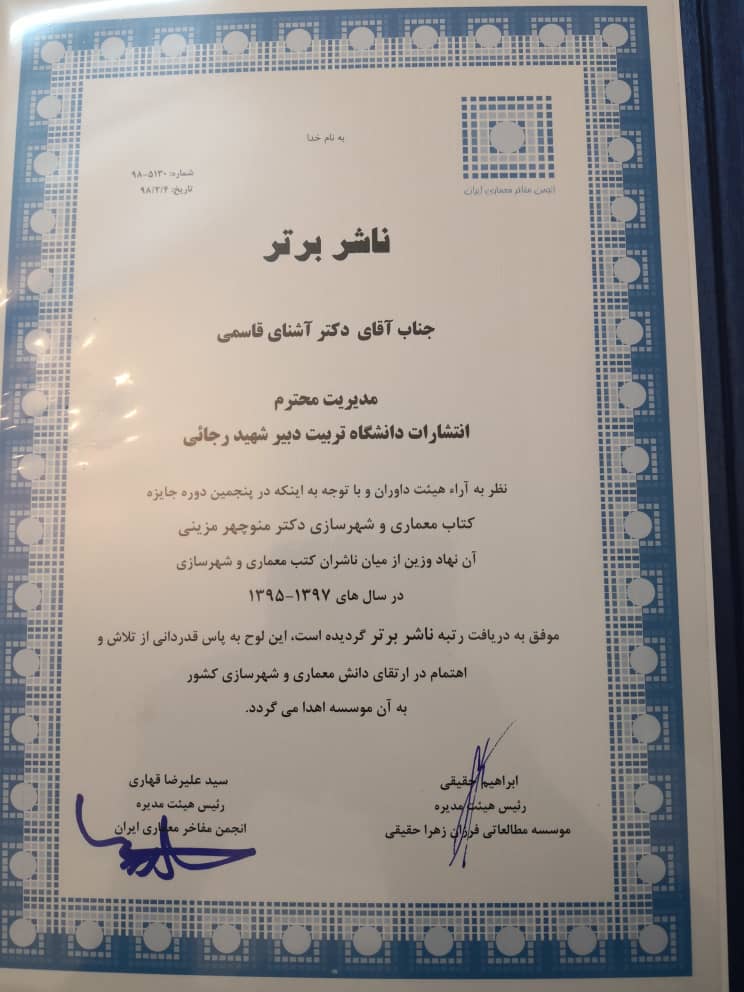 به نام خدا
انجمن مفاخر معماری ایران
شماره: ۵۱۳۰-۹۸
تاریخ: ۹۸/۲/۴
ناشر برتر
جناب آقای دکتر آشنای قاسمی
مدیریت محترم
انتشارات دانشگاه تربیت دبیر شهید رجائی
نظر به آراء هیئت داوران و با توجه به اینکه در پنجمین دوره جایزه
کتاب معماری و شهرسازی دکتر منوچهر مزینی
آن نهاد وزین از میان ناشران کتب معماری و شهرسازی
در سال های ۱۳۹۷-۱۳۹۵
موفق به دریافت رتبه ناشر برتر گردیده است، این لوح به پاس قدردانی از تلاش و
اهتمام در ارتقای دانش معماری و شهرسازی کشور
به آن موسسه اهدا می گردد.
ابراهیم حقیقی
رئیس هیئت مدیره
موسسه مطالعاتی فرزان زهرا حقیقی
سید علیرضا قهاری
رئیس هیئت مدیره
انجمن مفاخر معماری ایران